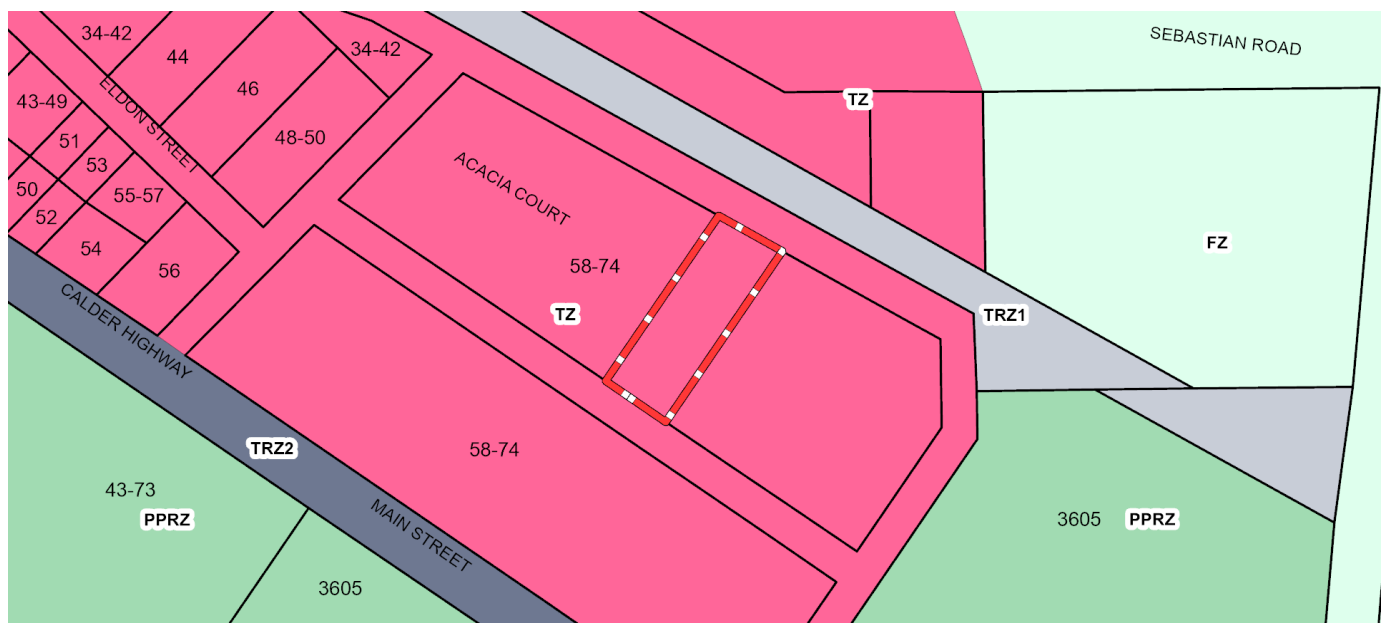 34-42
34-42
SEBASTIAN ROAD
44
46
43-49
TZ
ELDON STREET
51
48-50
53
ACACIA COURT
50
55-57
52
54
FZ
56
58-74
TZ
TRZ1
CALDER HIGHWAY
TRZ2
58-74
43-73
PPRZ
MAIN STREET
3605
PPRZ
3605